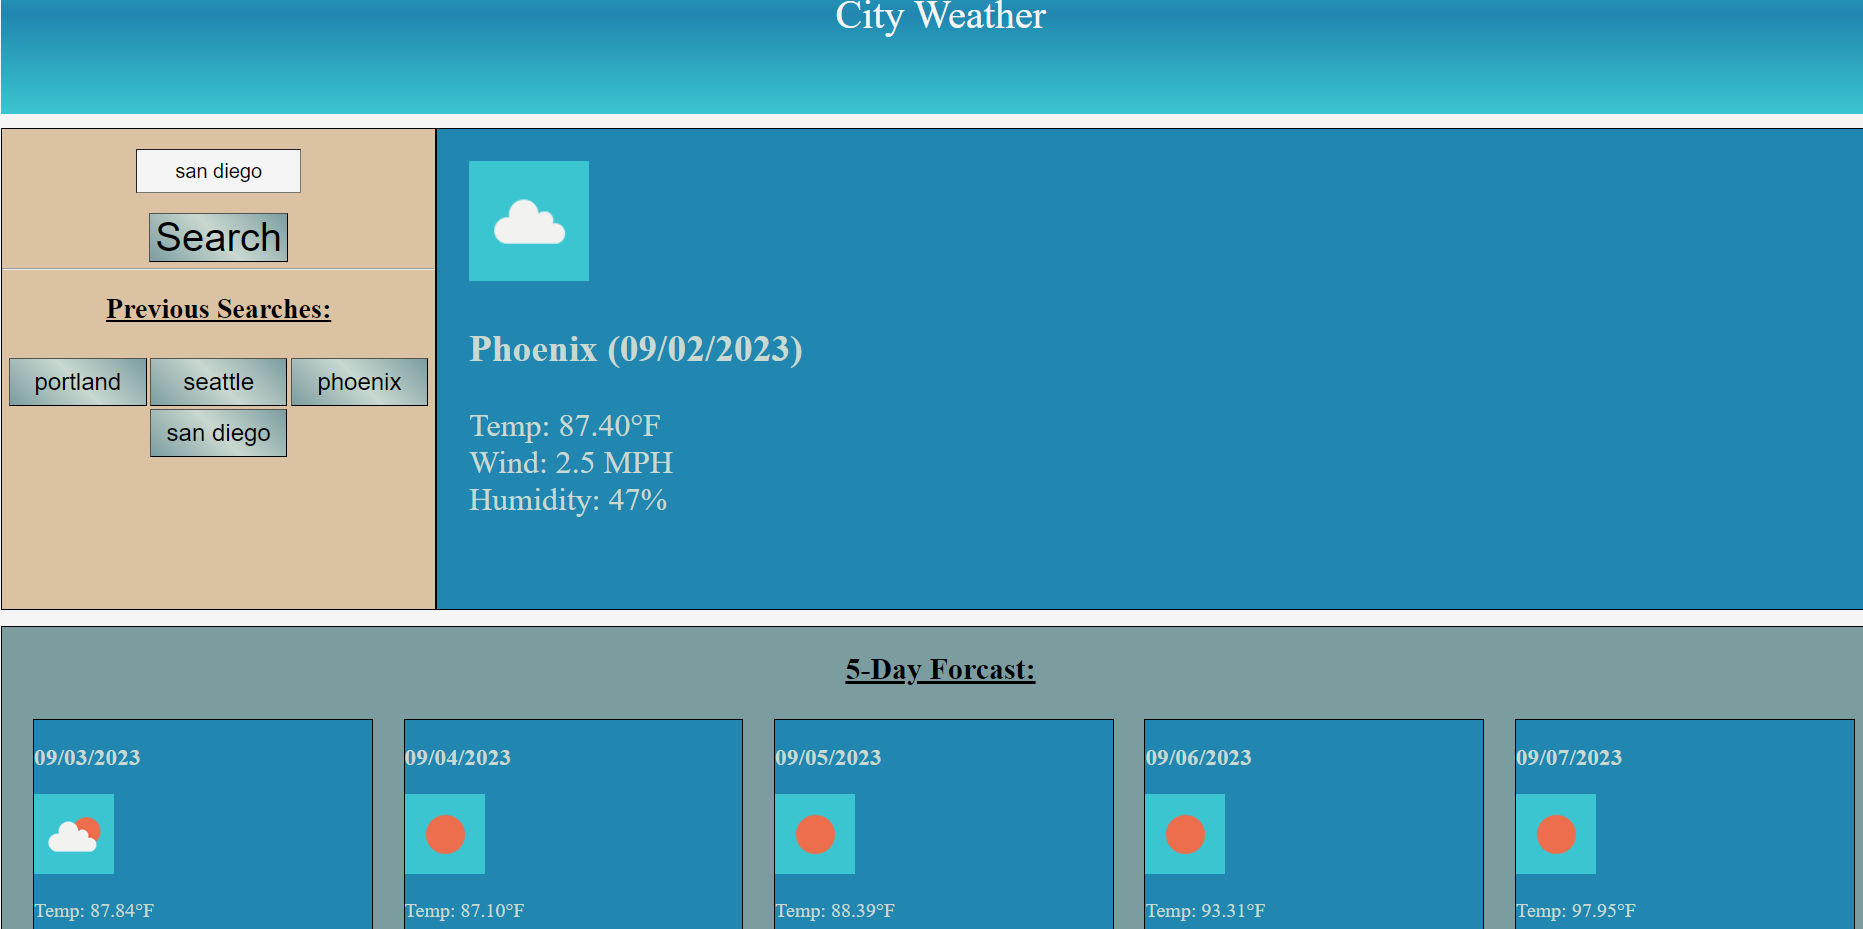 City Weather
san diego
Search
Previous Searches:
portland seattle phoenix
san diego
Phoenix (09/02/2023)
Temp: 87.40°F
Wind: 2.5 MPH
Humidity: 47%
5-Day Forcast:
09/03/2023
Temp: 87.84°F
09/04/2023
Temp: 87.10°F
09/05/2023
Temp: 88.39°F
09/06/2023
Temp: 93.31°F
09/07/2023
Temp: 97.95°F